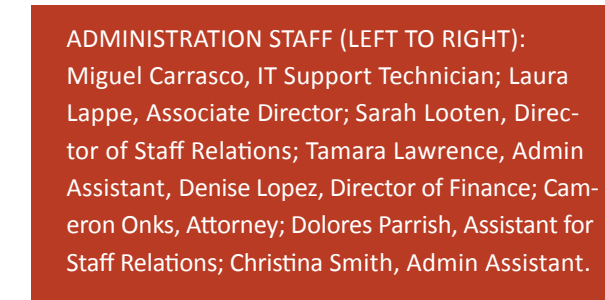 ADMINISTRATION STAFF (LEFT TO RIGHT):
Miguel Carrasco, IT Support Technician; Laura
Lappe, Associate Director; Sarah Looten, Direc-
tor of Staff Relations; Tamara Lawrence, Admin
Assistant, Denise Lopez, Director of Finance; Cam-
eron Onks, Attorney; Dolores Parrish, Assistant for
Staff Relations; Christina Smith, Admin Assistant.